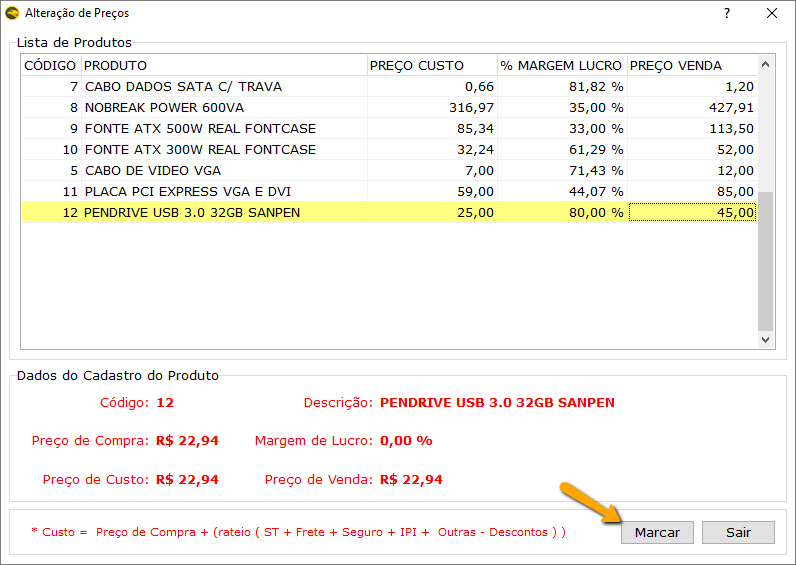 Alteração de Preços ?
Lista de Produtos
CÓDIGO PRODUTO PREÇO CUSTO % MARGEM LUCRO PREÇO VENDA
7 CABO DADOS SATA C/ TRAVA 0,66 81,82 % 1,20
8 NOBREAK POWER 600VA 316,97 35,00 % 427,91
9 FONTE ATX 500W REAL FONTCASE 85,34 33,00 % 113,50
10 FONTE ATX 300W REAL FONTCASE 32,24 61,29 % 52,00
5 CABO DE VIDEO VGA 7,00 71,43 % 12,00
11 PLACA PCI EXPRESS VGA E DVI 59,00 44,07 % 85,00
12 PENDRIVE USB 3.0 32GB SANPEN 25,00 80,00 % 45,00
Dados do Cadastro do Produto
Código: 12 Descrição: PENDRIVE USB 3.0 32GB SANPEN
Preço de Compra: R$ 22,94 Margem de Lucro: 0,00 %
Preço de Custo: R$ 22,94 Preço de Venda: R$ 22,94
* Custo = Preço de Compra + (rateio ( ST + Frete + Seguro + IPI + Outras - Descontos ) ) Marcar Sair